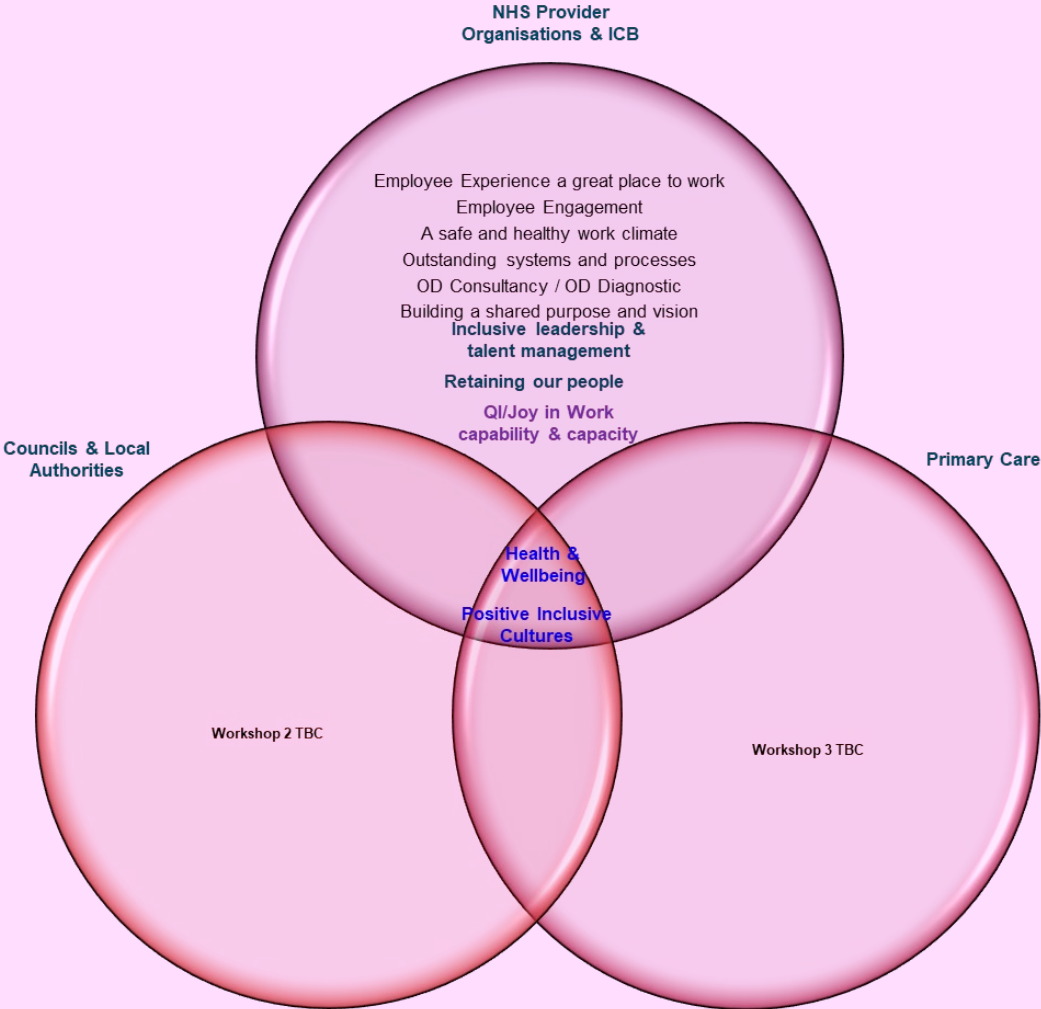 NHS Provider
Organisations & ICB
Employee Experience a great place to work
Employee Engagement
A safe and healthy work climate
Outstanding systems and processes
OD Consultancy / OD Diagnostic
Building a shared purpose and vision
Inclusive leadership &
talent management
Retaining our people
QI/Joy in Work
capability & capacity
Councils & Local
Authorities
Primary Care
Health &
Wellbeing
Positive Inclusive
Cultures
Workshop 2 TBC
Workshop 3 TBC